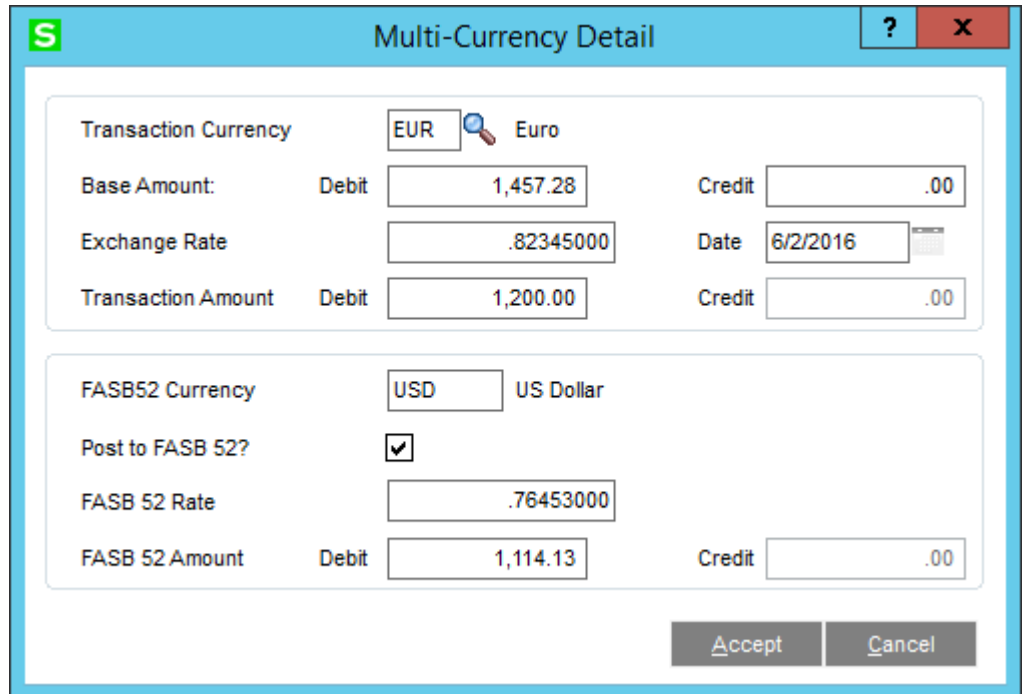 S Multi-Currency Detail ? x
Transaction Currency EUR Euro
Base Amount: Debit 1,457.28 Credit .00
Exchange Rate .82345000 Date 6/2/2016
Transaction Amount Debit 1,200.00 Credit .00
FASB52 Currency USD US Dollar
Post to FASB 52?
FASB 52 Rate .76453000
FASB 52 Amount Debit 1,114.13 Credit .00
Accept Cancel